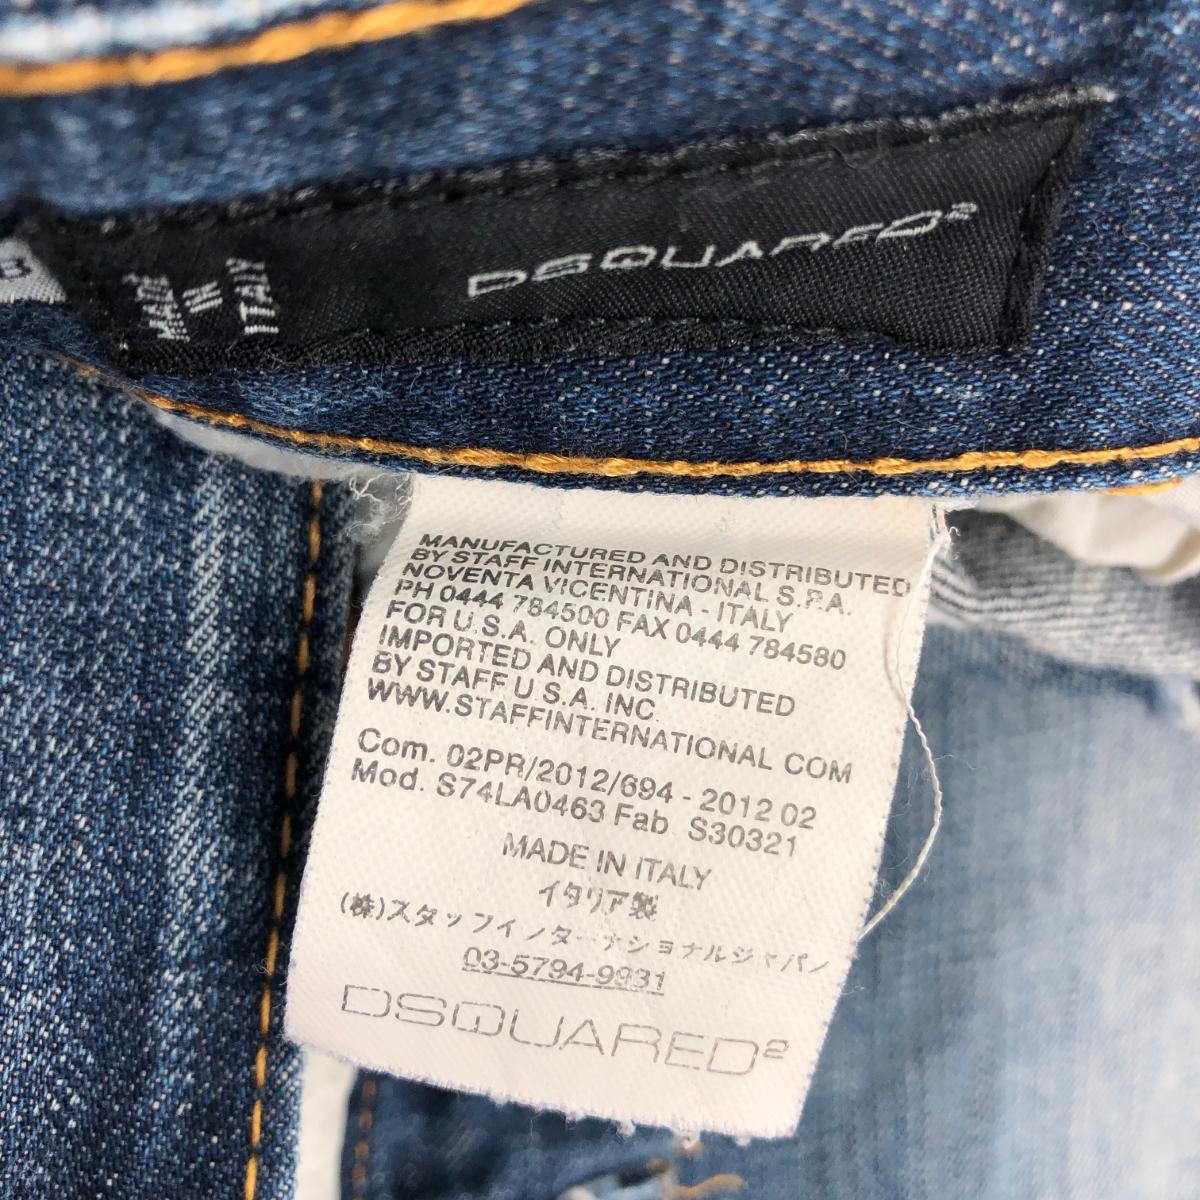 MADE
IN
ITALY
DSQUARED2
MANUFACTURED AND DISTRIBUTED
BY STAFF INTERNATIONAL S.P.A.
NOVENTA VICENTINA - ITALY
PH 0444 784500 FAX 0444 784580
FOR U.S.A. ONLY
IMPORTED AND DISTRIBUTED
BY STAFF U.S.A. INC.
WWW.STAFFINTERNATIONAL COM
Com. 02PR/2012/694 - 2012 02
Mod. S74LA0463 Fab S30321
MADE IN ITALY
イタリア製
(株)スタッフインターナショナルジャパン
03-5794-9931
DSQUARED2